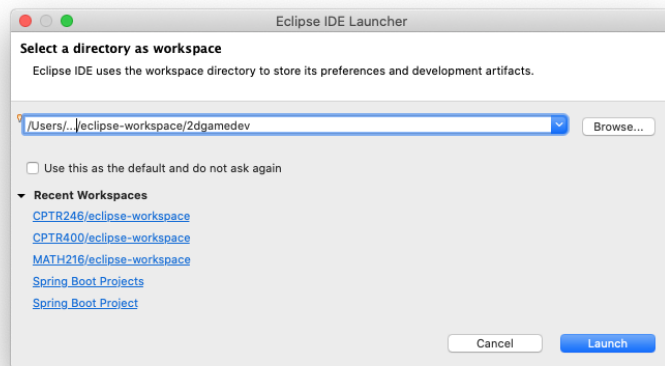 Eclipse IDE Launcher
Select a directory as workspace
Eclipse IDE uses the workspace directory to store its preferences and development artifacts.
/Users/.../eclipse-workspace/2dgamedev
Browse...
Use this as the default and do not ask again
Recent Workspaces
CPTR246/eclipse-workspace
CPTR400/eclipse-workspace
MATH216/eclipse-workspace
Spring Boot Projects
Spring Boot Project
Cancel
Launch